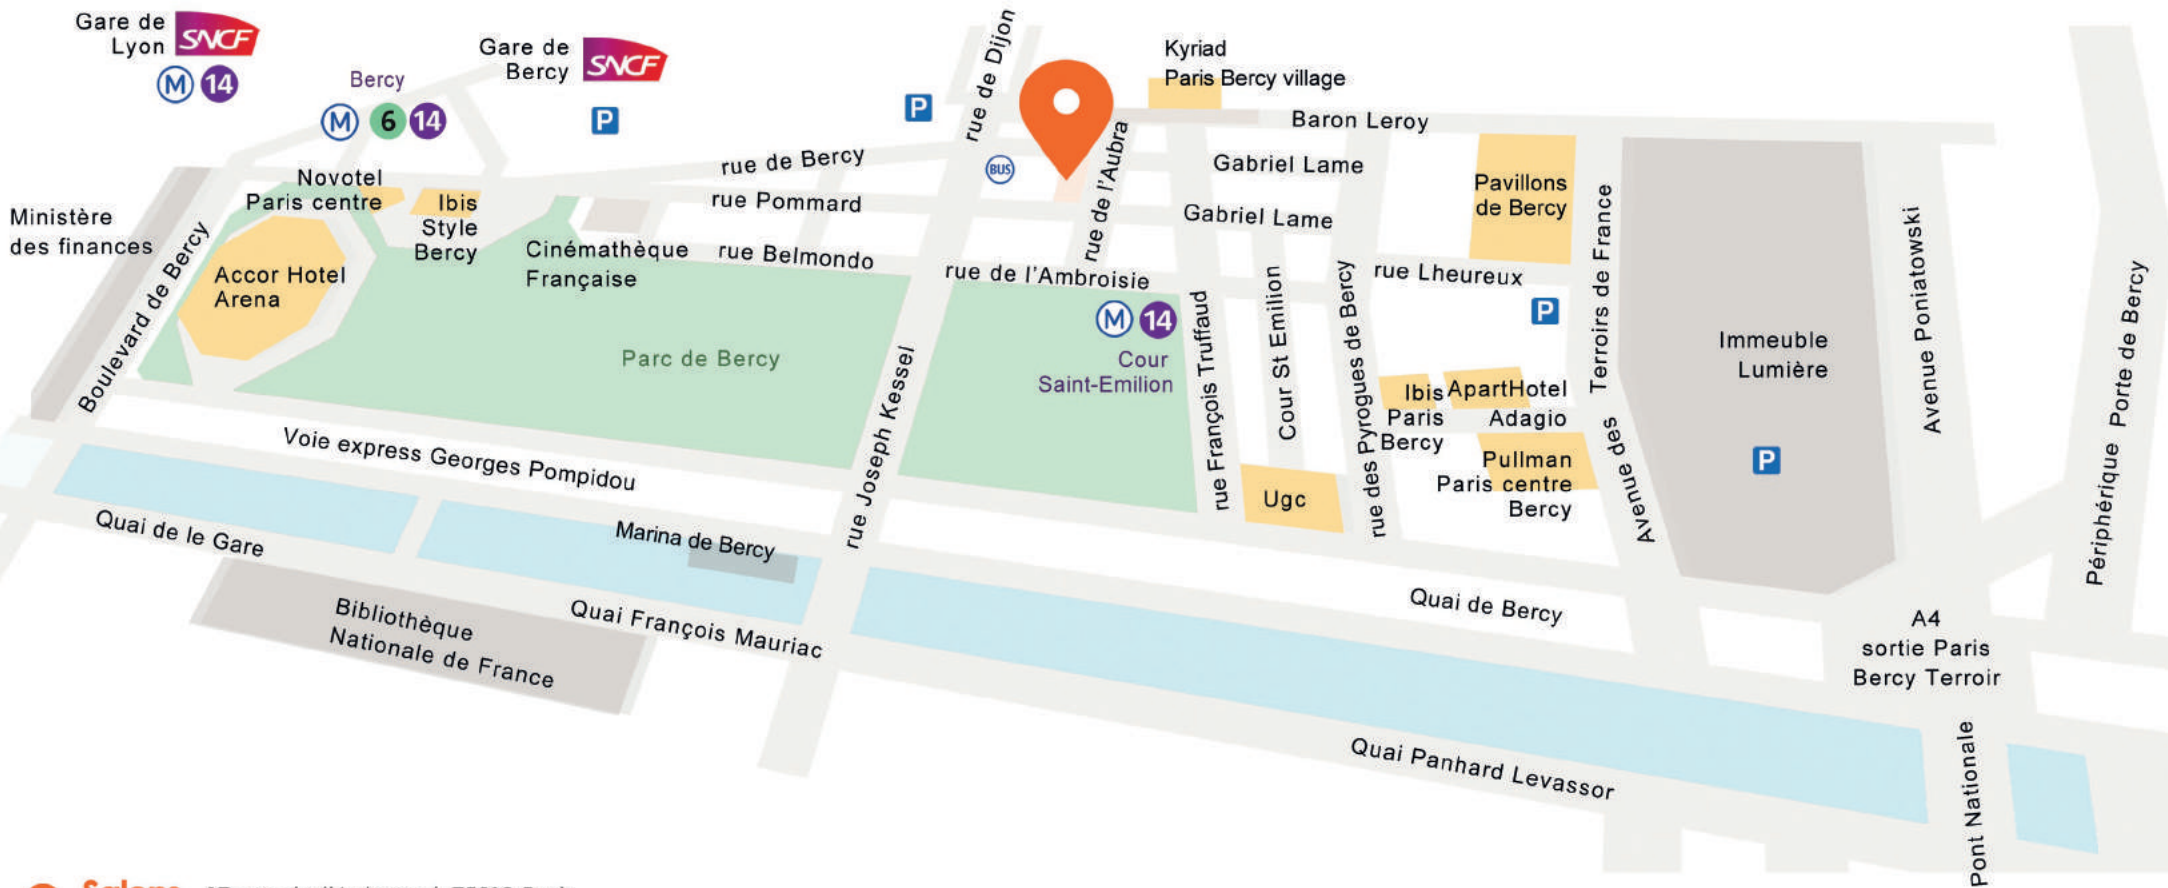 Gare de
Lyon SNCF
M 14
Bercy
M 6 14
Gare de
Bercy SNCF
P
P
rue de Dijon
BUS
Kyriad
Paris Bercy village
Baron Leroy
rue de l'Aubra
Gabriel Lame
Gabriel Lame
Pavillons
de Bercy
Novotel
Paris centre
Ibis
Style
Bercy
rue de Bercy
rue Pommard
rue Belmondo
Cinémathèque
Française
Ministère
des finances
Boulevard de Bercy
Accor Hotel
Arena
Parc de Bercy
rue de l'Ambroisie
M 14
Cour
Saint-Emilion
rue Joseph Kessel
rue François Truffaud
Cour St Emilion
rue des Pyrogues de Bercy
rue Lheureux
P
Ibis
Paris
Bercy
ApartHotel
Adagio
Pullman
Paris centre
Bercy
Ugc
Avenue des Terroirs de France
Immeuble
Lumière
P
Avenue Poniatowski
Périphérique Porte de Bercy
Voie express Georges Pompidou
Quai de le Gare
Marina de Bercy
Bibliothèque
Nationale de France
Quai François Mauriac
Quai de Bercy
A4
sortie Paris
Bercy Terroir
Quai Panhard Levassor
Pont Nationale